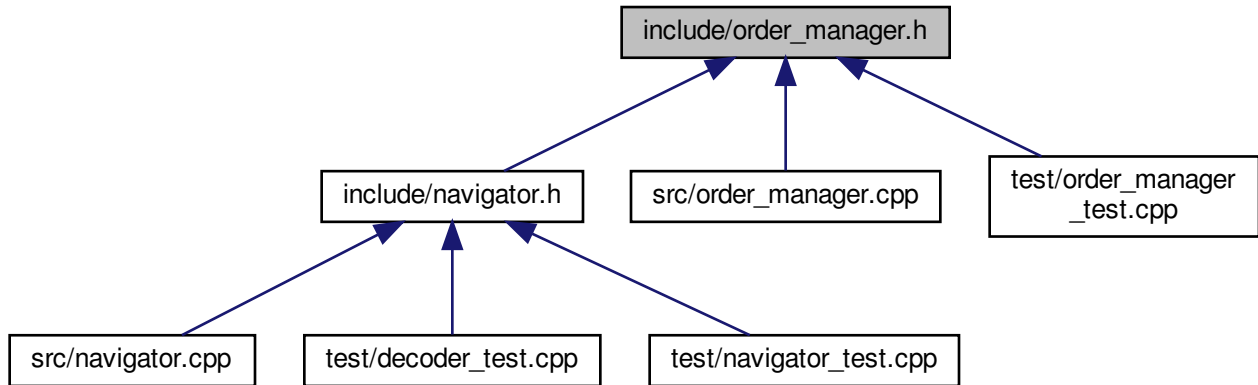 include/order_manager.h
include/navigator.h
src/order_manager.cpp
test/order_manager
_test.cpp
src/navigator.cpp
test/decoder_test.cpp
test/navigator_test.cpp